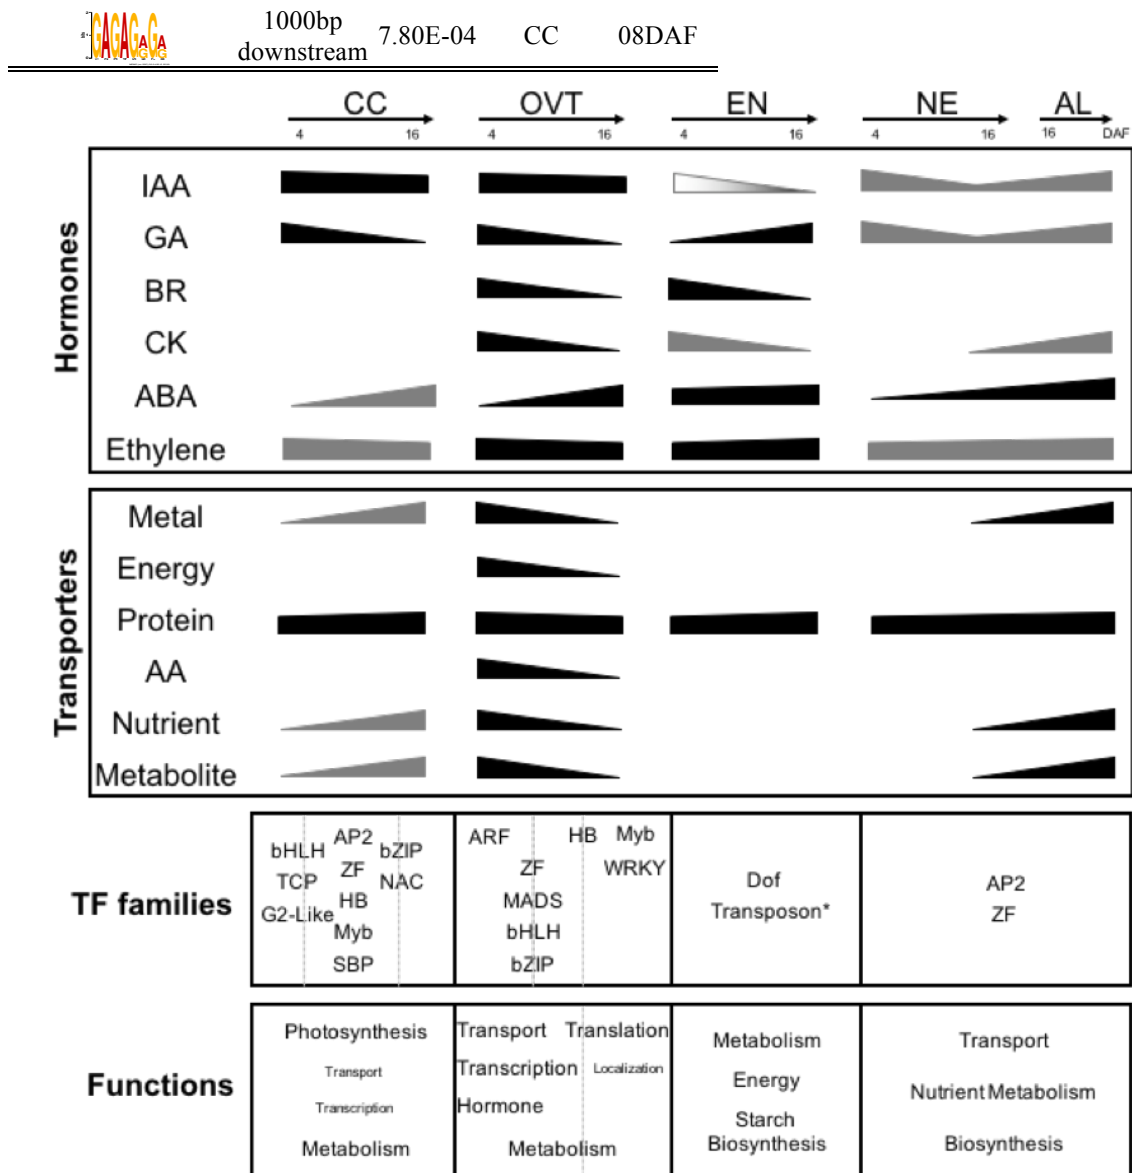 GAGAGAGA
GG G
1000bp
downstream
7.80E-04 CC 08DAF
CC OVT EN NE AL
4 16 4 16 4 16 4 16 16 DAF
Hormones
IAA
GA
BR
CK
ABA
Ethylene
Transporters
Metal
Energy
Protein
AA
Nutrient
Metabolite
TF families
bHLH AP2 bZIP
TCP ZF NAC
G2-Like HB
Myb
SBP
ARF HB Myb
ZF WRKY
MADS
bHLH
bZIP
Dof
Transposon*
AP2
ZF
Functions
Photosynthesis
Transport
Transcription
Metabolism
Transport Translation
Transcription Localization
Hormone
Metabolism
Metabolism
Energy
Starch
Biosynthesis
Transport
Nutrient Metabolism
Biosynthesis